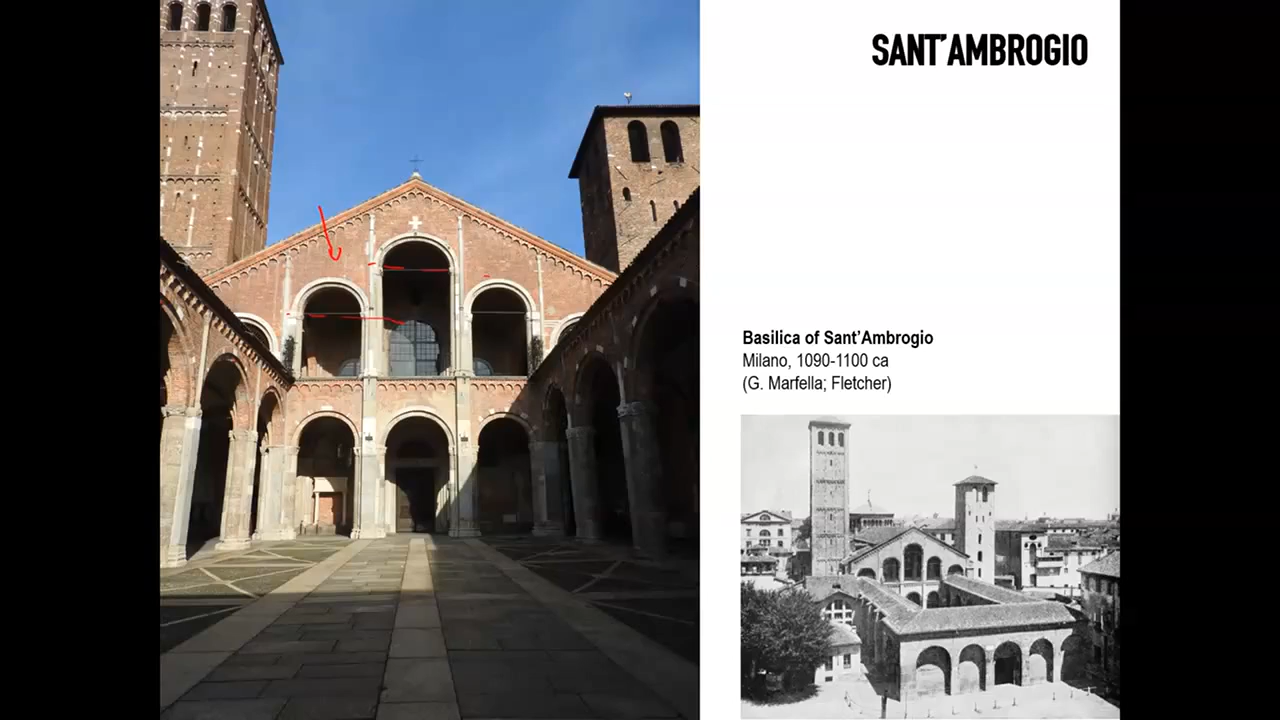 SANT'AMBROGIO
Basilica of Sant'Ambrogio
Milano, 1090-1100 ca
(G. Marfella; Fletcher)